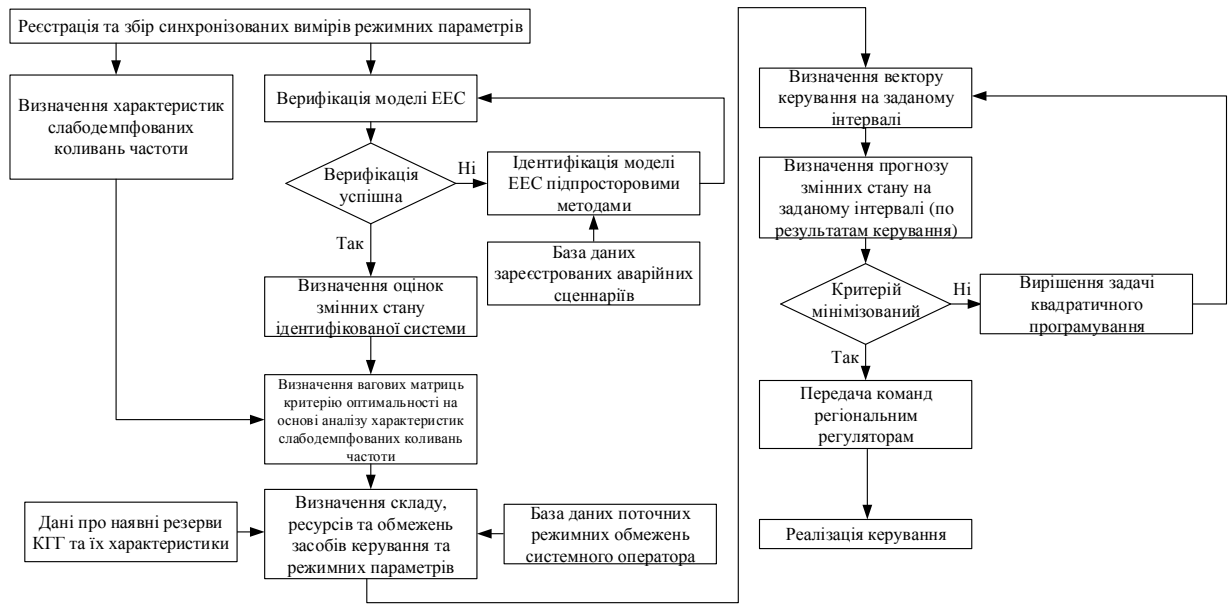 Реєстрація та збір синхронізованих вимірів режимних параметрів
Визначення характеристик
слабодемпфованих
коливань частоти
Верифікація моделі ЕЕС
Верифікація
успішна
Ні
Ідентифікація моделі
ЕЕС підпросторовими
методами
Так
База даних
зареєстрованих аварійних
сценнаріїв
Визначення оцінок
змінних стану
ідентифікованої системи
Визначення вагових матриць
критерію оптимальності на
основі аналізу характеристик
слабодемпфованих коливань
частоти
Дані про наявні резерви
КГГ та їх характеристики
Визначення складу,
ресурсів та обмежень
засобів керування та
режимних параметрів
База даних поточних
режимних обмежень
системного оператора
Визначення вектору
керування на заданому
інтервалі
Визначення прогнозу
змінних стану на
заданому інтервалі (по
результатам керування)
Критерій
мінімізований
Ні
Вирішення задачі
квадратичного
програмування
Так
Передача команд
регіональним
регуляторам
Реалізація керування